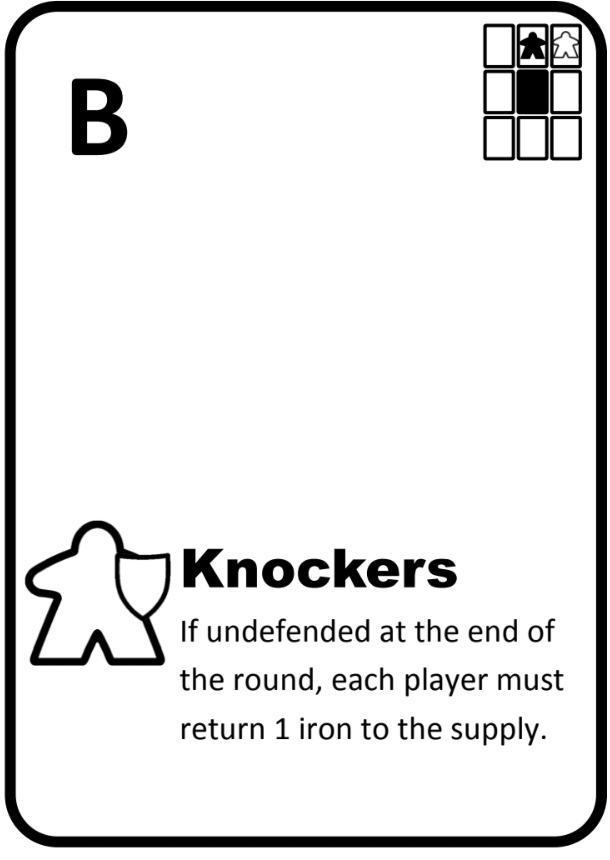 B
Knockers
If undefended at the end of
the round, each player must
return 1 iron to the supply.